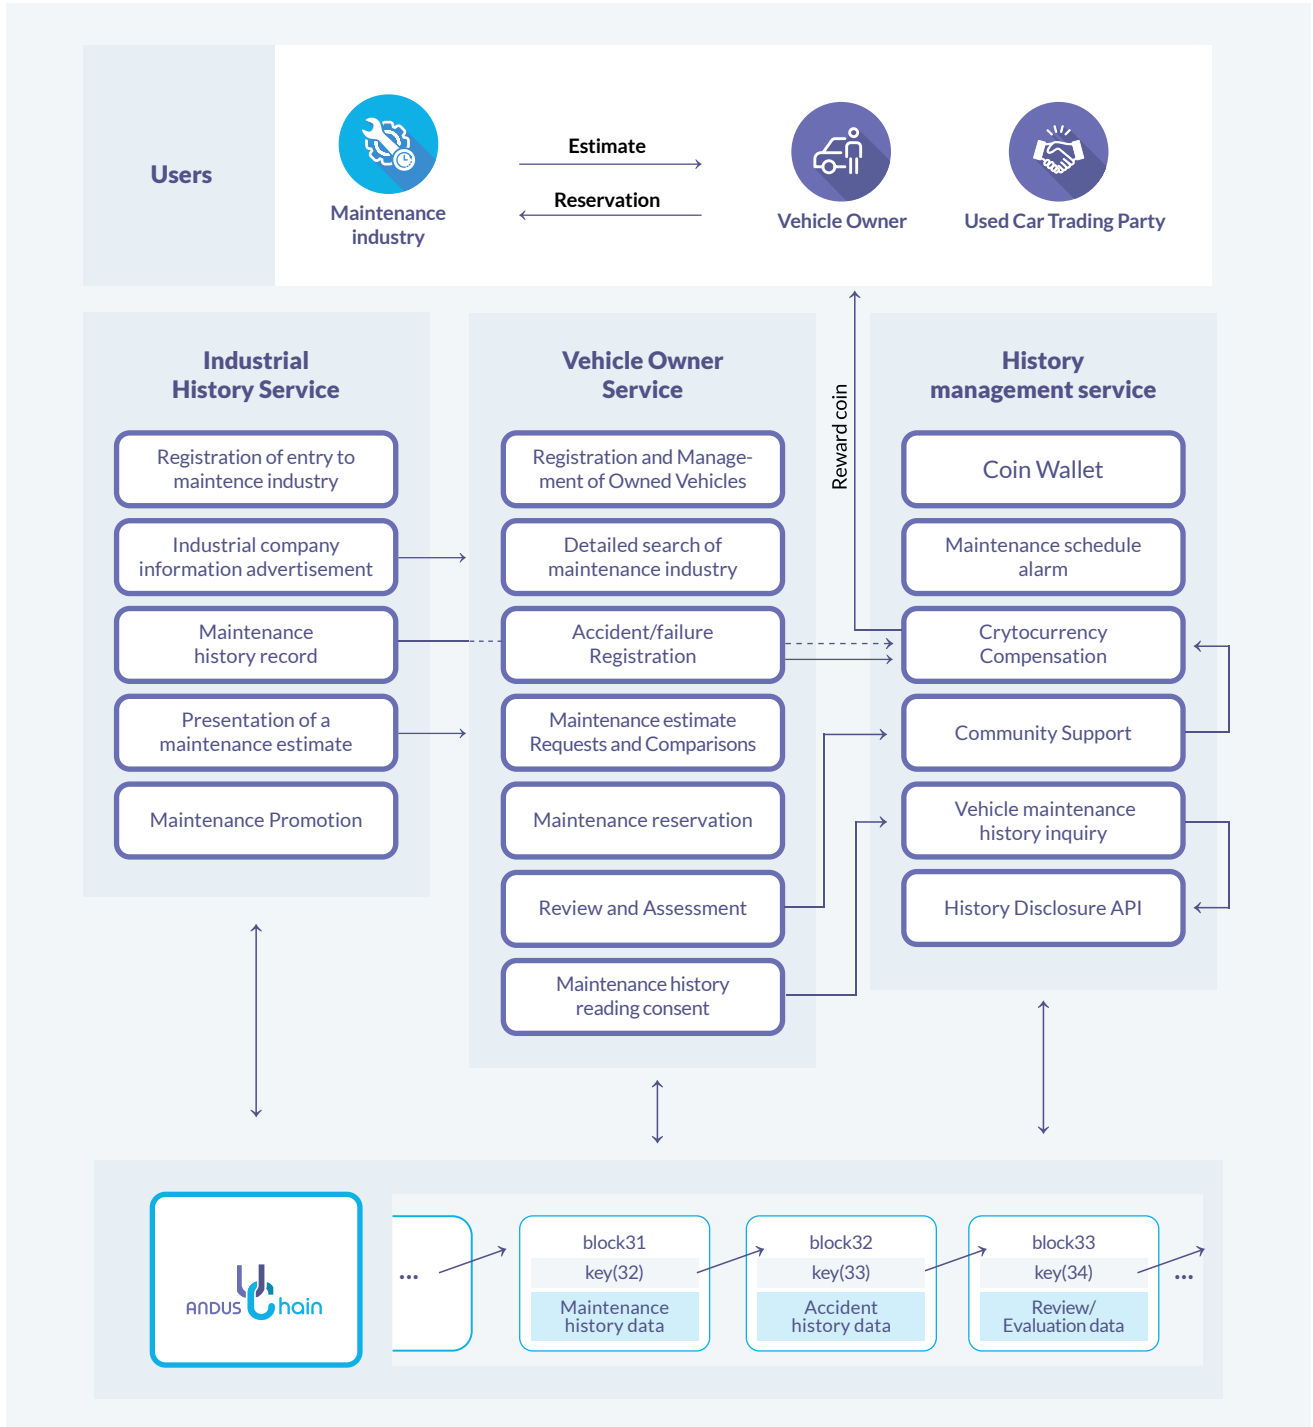 Users
Maintenance
industry
Estimate
Reservation
Vehicle Owner
Used Car Trading Party
Industrial
History Service
Registration of entry to
maintence industry
Industrial company
information advertisement
Maintenance
history record
Presentation of a
maintenance estimate
Maintenance Promotion
Vehicle Owner
Service
Registration and Manage-
ment of Owned Vehicles
Detailed search of
maintenance industry
Accident/failure
Registration
Maintenance estimate
Requests and Comparisons
Maintenance reservation
Review and Assessment
Maintenance history
reading consent
Reward coin
History
management service
Coin Wallet
Maintenance schedule
alarm
Crytocurrency
Compensation
Community Support
Vehicle maintenance
history inquiry
History Disclosure API
ANDUS Chain
...
block31
key(32)
Maintenance
history data
block32
key(33)
Accident
history data
block33
key(34)
Review/
Evaluation data
...